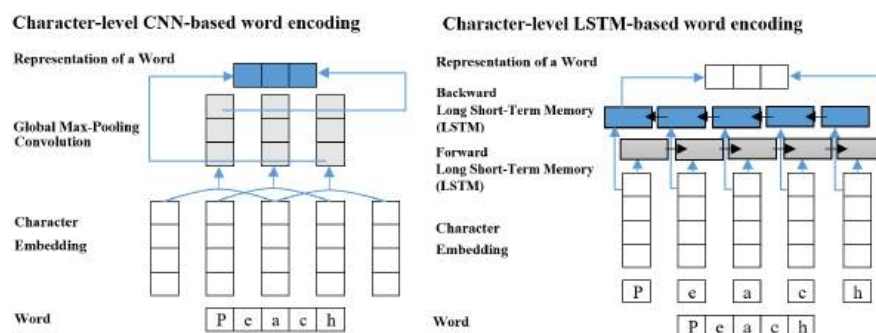 Character-level CNN-based word encoding
Representation of a Word
Global Max-Pooling
Convolution
Character
Embedding
Word
P e a c h
Character-level LSTM-based word encoding
Representation of a Word
Backward
Long Short-Term Memory
(LSTM)
Forward
Long Short-Term Memory
(LSTM)
Character
Embedding
P e a c h
Word
P e a c h